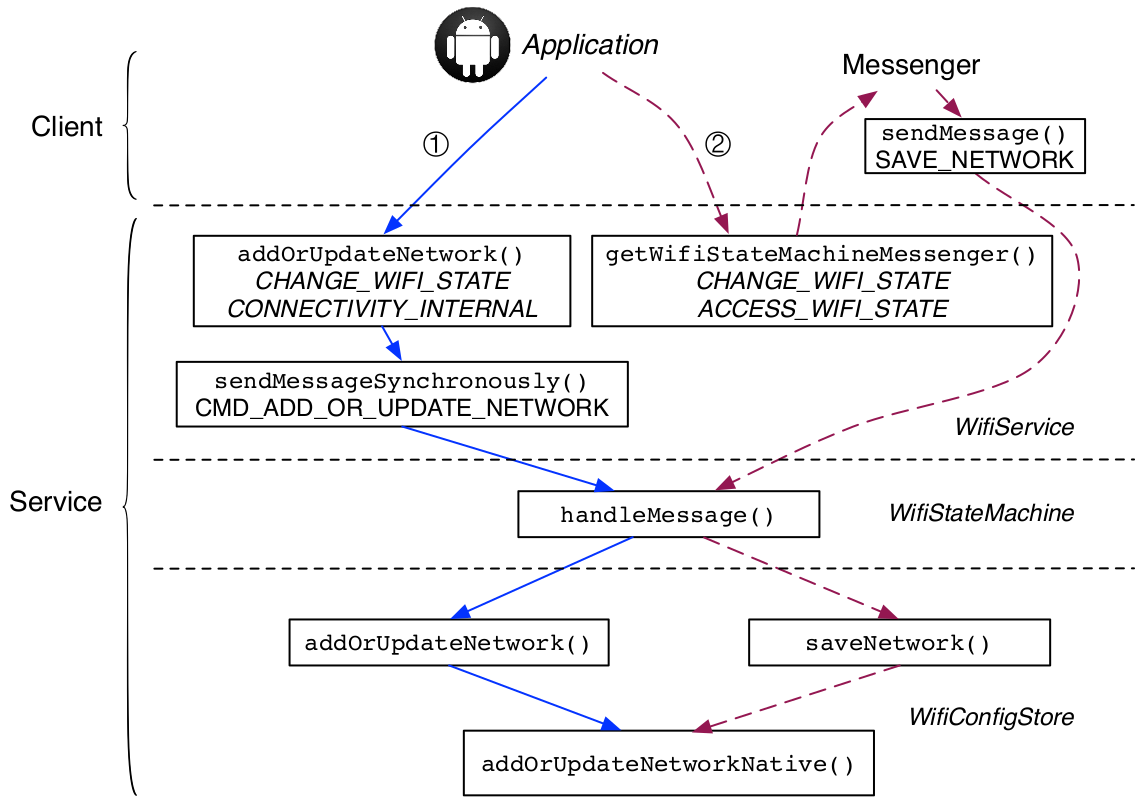 Application
Messenger
Client
①
②
sendMessage()
SAVE_NETWORK
addOrUpdateNetwork()
CHANGE_WIFI_STATE
CONNECTIVITY_INTERNAL
getWifiStateMachineMessenger()
CHANGE_WIFI_STATE
ACCESS_WIFI_STATE
sendMessageSynchronously()
CMD_ADD_OR_UPDATE_NETWORK
WifiService
Service
handleMessage()
WifiStateMachine
addOrUpdateNetwork()
saveNetwork()
WifiConfigStore
addOrUpdateNetworkNative()